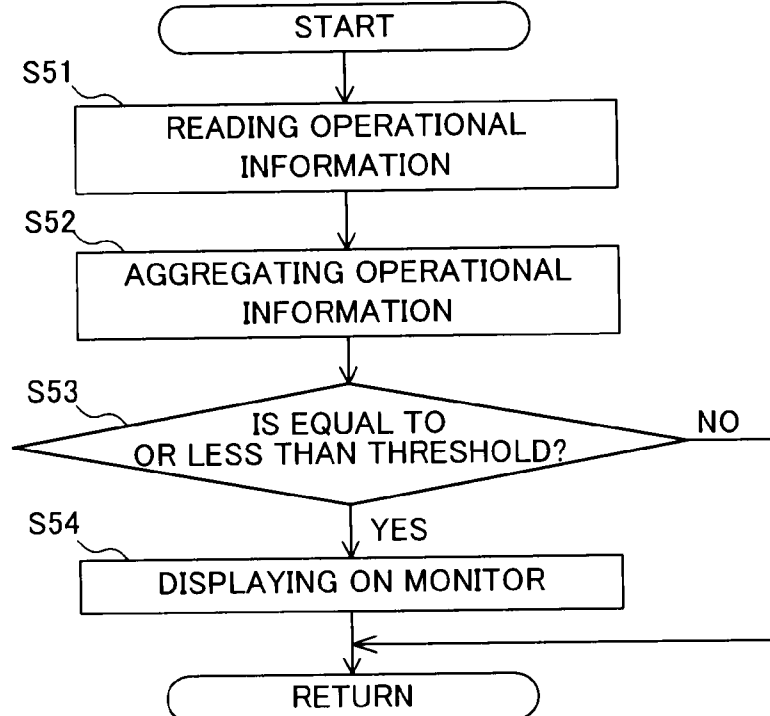 START
S51
READING OPERATIONAL
INFORMATION
S52
AGGREGATING OPERATIONAL
INFORMATION
S53
IS EQUAL TO
OR LESS THAN THRESHOLD?
NO
YES
S54
DISPLAYING ON MONITOR
RETURN